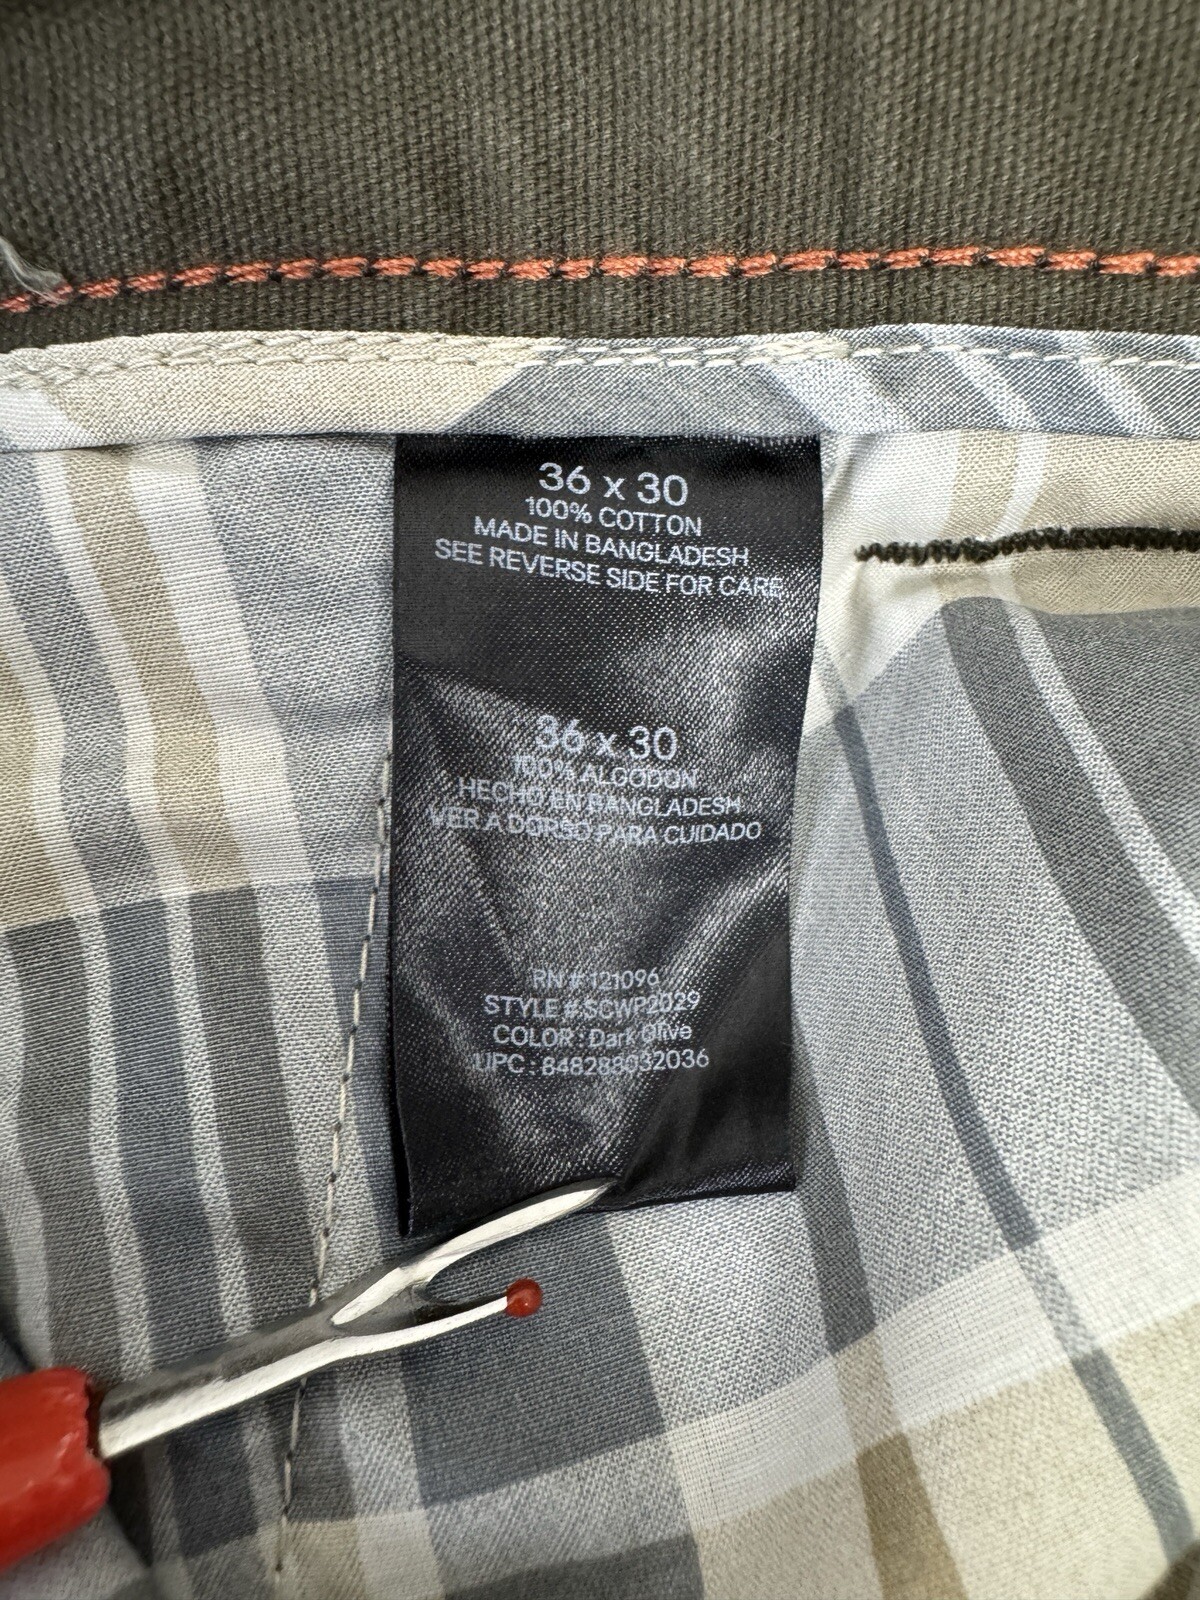 36 x 30
100% COTTON
MADE IN BANGLADESH
SEE REVERSE SIDE FOR CARE
36 x 30
100% ALGODON
HECHO EN BANGLADESH
VER A DORSO PARA CUIDADO
RN # 121096
STYLE # SCWP2029
COLOR : Dark Olive
UPC : 848288032036